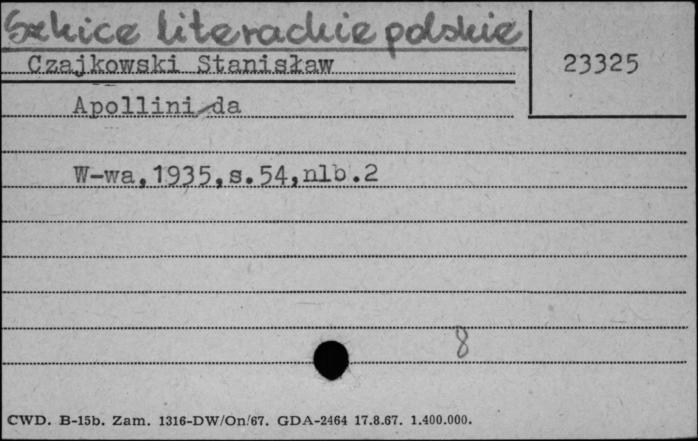 Szkice literackie polskie
Czajkowski Stanisław
23325
Apollini da
W-wa,1935,s.54,nlb.2
8
CWD. B-15b. Zam. 1316-DW/On/67. GDA-2464 17.8.67. 1.400.000.